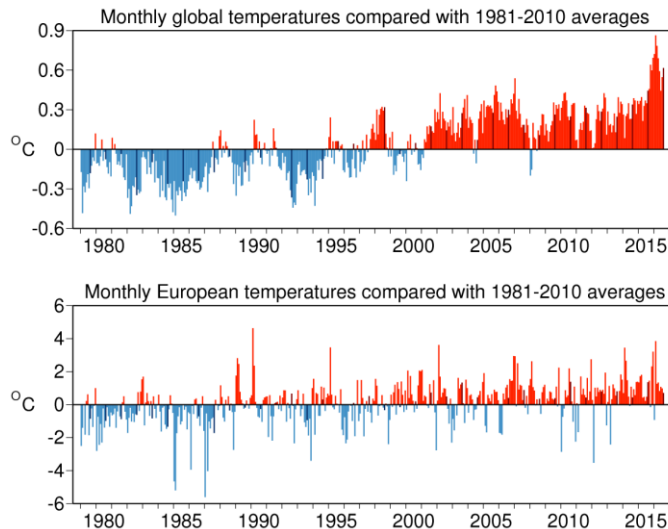 Monthly global temperatures compared with 1981-2010 averages
0.9
0.6
0.3
°C
0
-0.3
-0.6
1980 1985 1990 1995 2000 2005 2010 2015
Monthly European temperatures compared with 1981-2010 averages
6
4
2
°C
0
-2
-4
-6
1980 1985 1990 1995 2000 2005 2010 2015